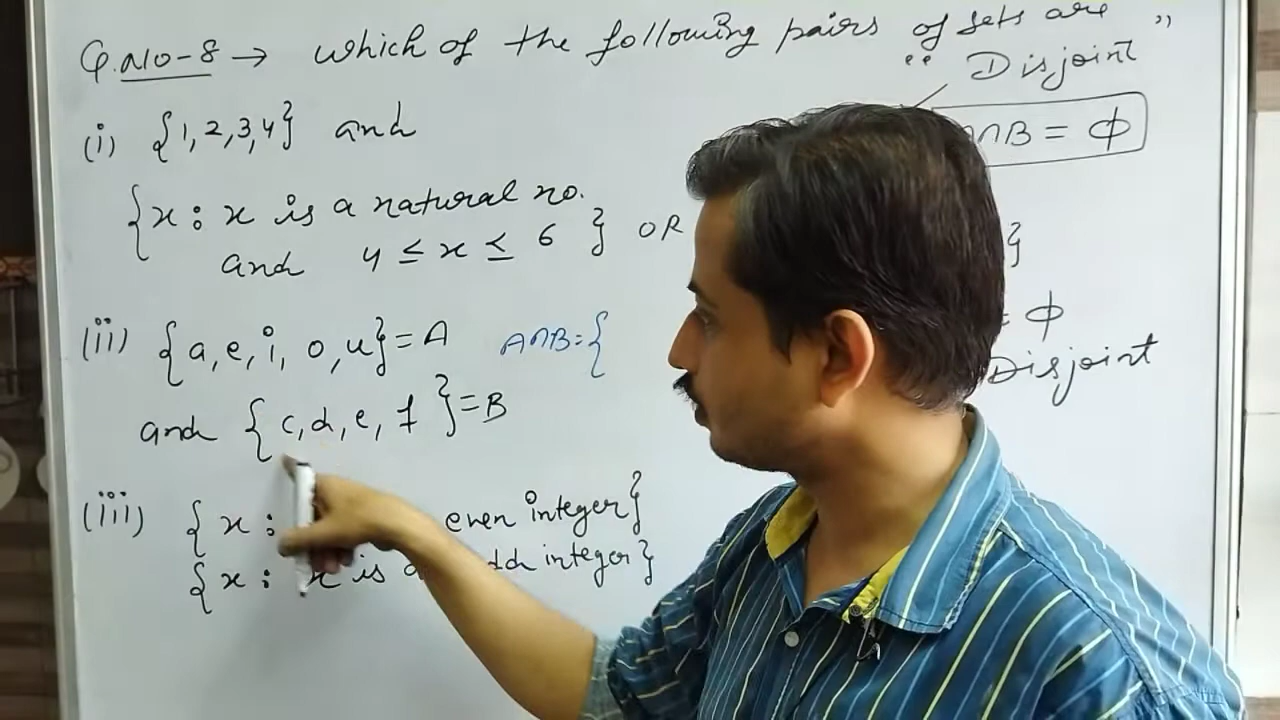 Q.No-8 → Which of the following pairs of sets are
" Disjoint "
∩B = ϕ
(i) {1,2,3,4} and
{x : x is a natural no.
and 4 ≤ x ≤ 6 } OR
}
(ii) {a, e, i, o, u} = A A∩B = {
= ϕ
Disjoint
and { c, d, e, f } = B
(iii) { x : even integer}
{ x : x is a dd integer}